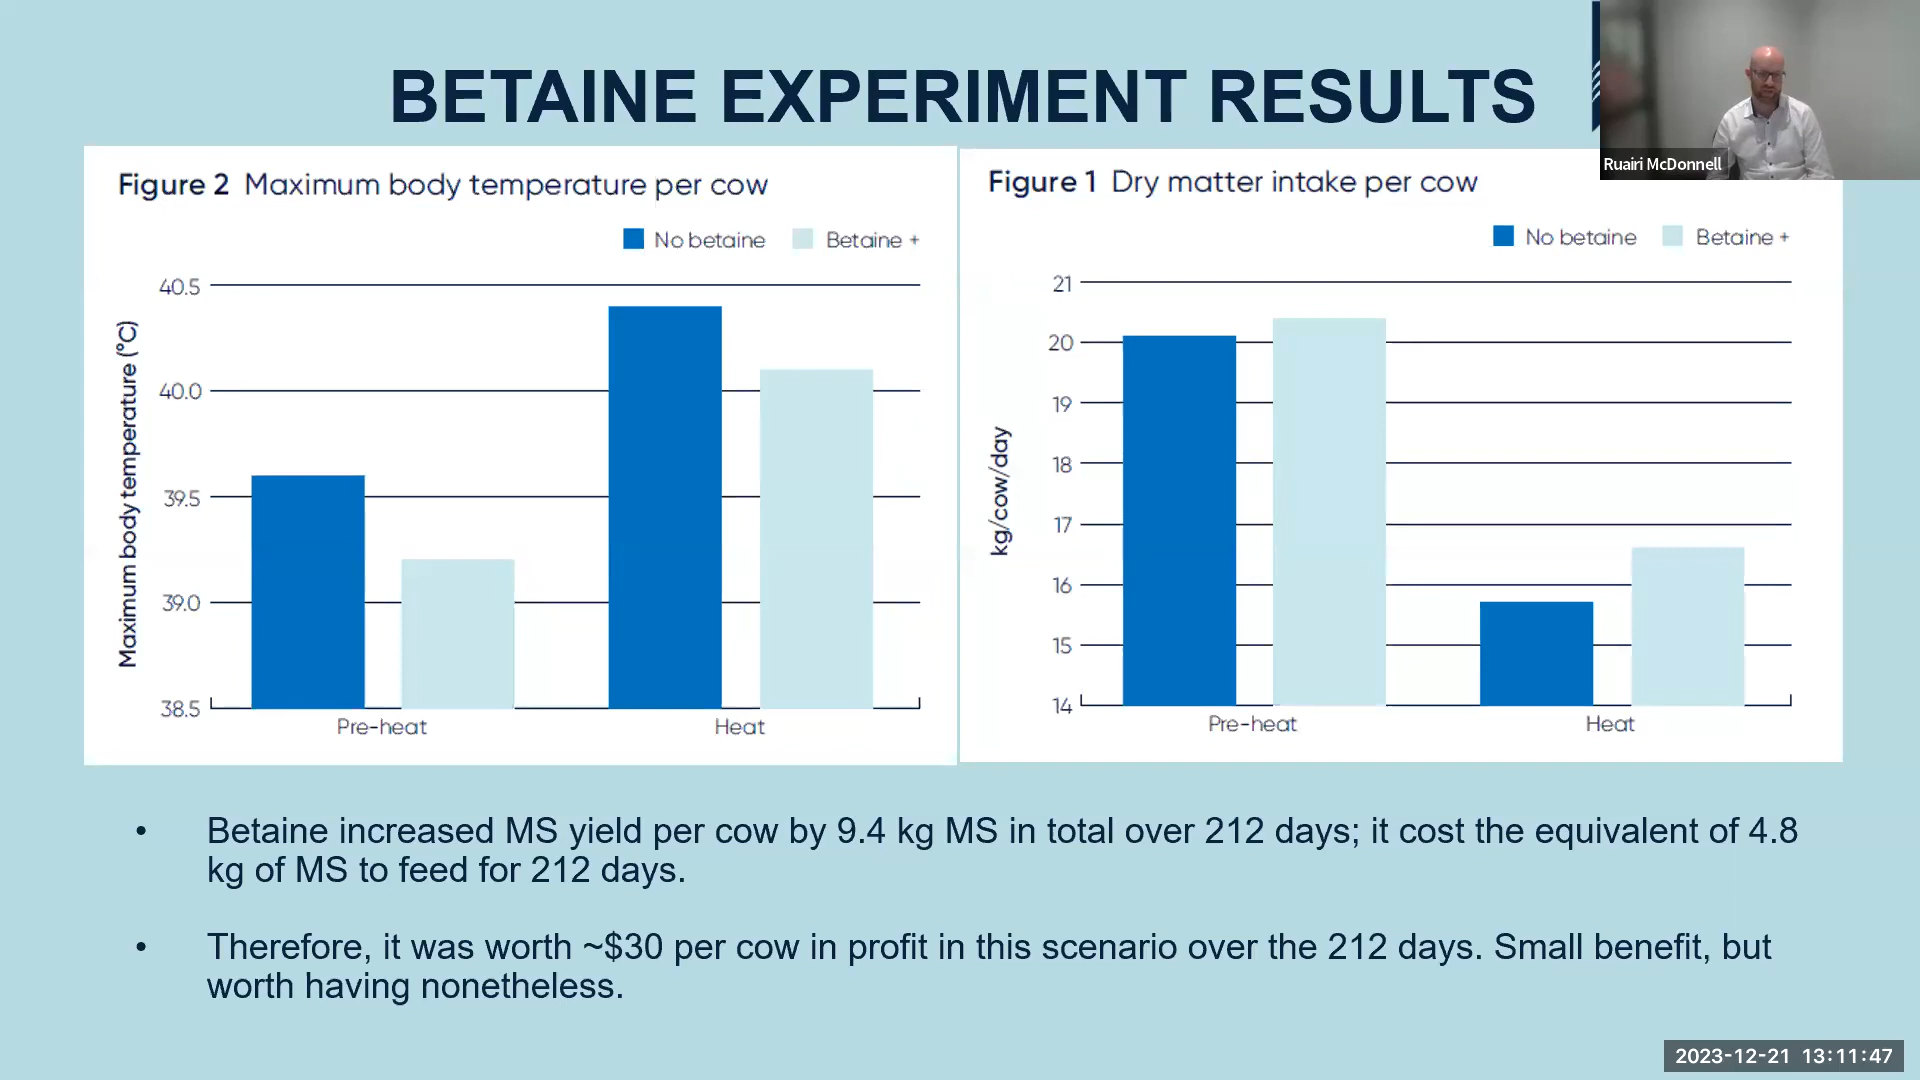 BETAINE EXPERIMENT RESULTS
Ruairi McDonnell
Figure 2 Maximum body temperature per cow
No betaine
Betaine +
Maximum body temperature (°C)
40.5
40.0
39.5
39.0
38.5
Pre-heat
Heat
Figure 1 Dry matter intake per cow
No betaine
Betaine +
kg/cow/day
21
20
19
18
17
16
15
14
Pre-heat
Heat
• Betaine increased MS yield per cow by 9.4 kg MS in total over 212 days; it cost the equivalent of 4.8
kg of MS to feed for 212 days.
• Therefore, it was worth ~$30 per cow in profit in this scenario over the 212 days. Small benefit, but
worth having nonetheless.
2023-12-21 13:11:47